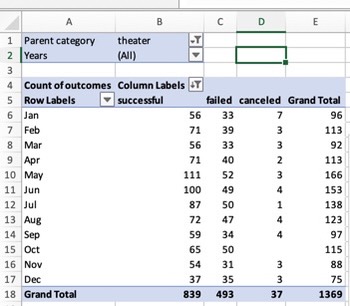 A B C D E
1 Parent category theater
2 Years (All)
3
4 Count of outcomes Column Labels
5 Row Labels successful failed canceled Grand Total
6 Jan 56 33 7 96
7 Feb 71 39 3 113
8 Mar 56 33 3 92
9 Apr 71 40 2 113
10 May 111 52 3 166
11 Jun 100 49 4 153
12 Jul 87 50 1 138
13 Aug 72 47 4 123
14 Sep 59 34 4 97
15 Oct 65 50 115
16 Nov 54 31 3 88
17 Dec 37 35 3 75
18 Grand Total 839 493 37 1369